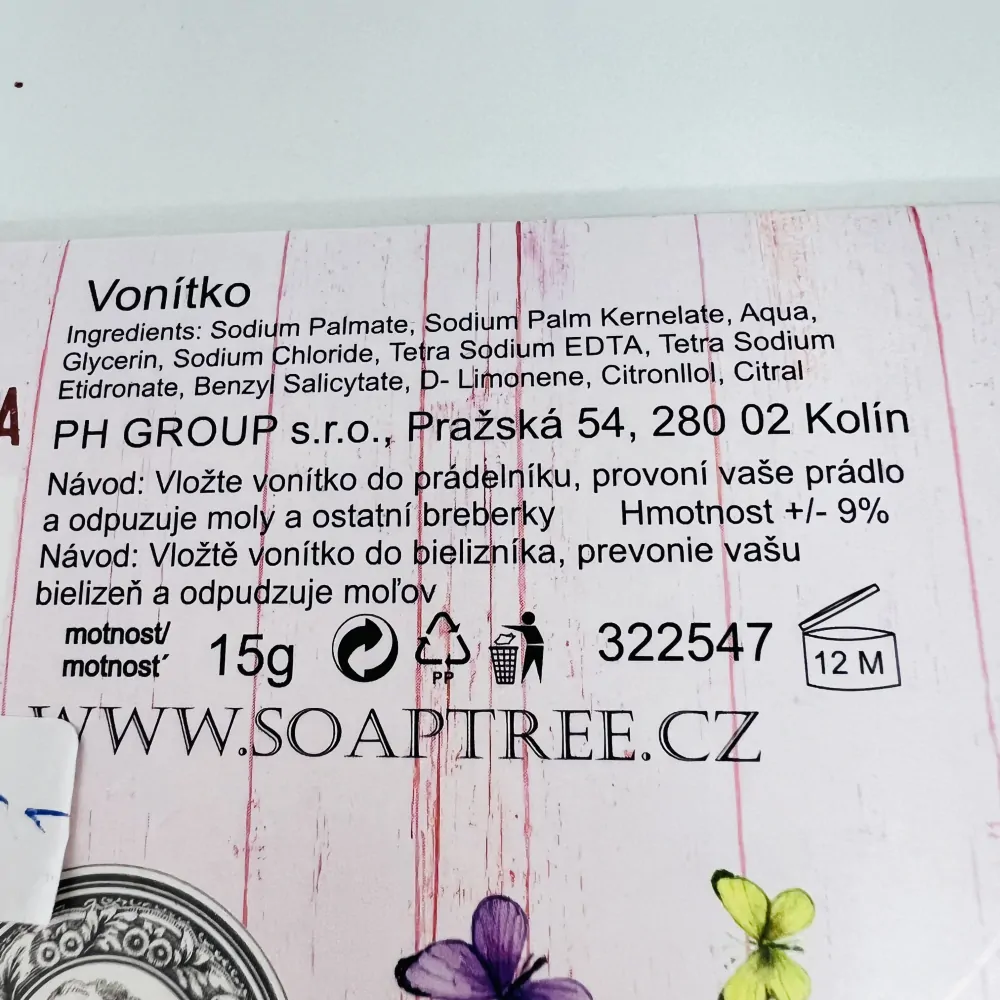 Vonítko
Ingredients: Sodium Palmate, Sodium Palm Kernelate, Aqua,
Glycerin, Sodium Chloride, Tetra Sodium EDTA, Tetra Sodium
Etidronate, Benzyl Salicytate, D- Limonene, Citronllol, Citral
4
PH GROUP s.r.o., Pražská 54, 280 02 Kolín
Návod: Vložte vonítko do prádelníku, provoní vaše prádlo
a odpuzuje moly a ostatní breberky Hmotnost +/- 9%
Návod: Vložtě vonítko do bielizníka, prevonie vašu
bielizeň a odpudzuje moľov
motnost/
motnosť 15g PP 322547 12 M
WWW.SOAPTREE.CZ